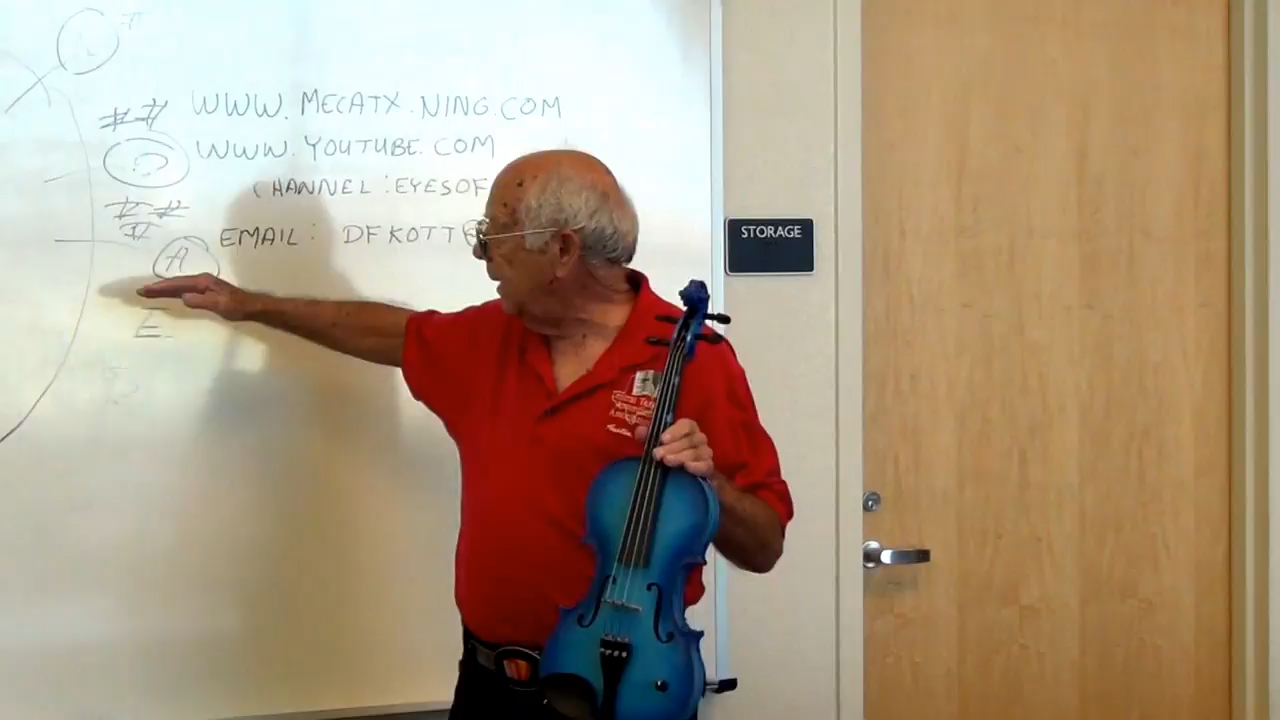 WWW.MECATX.NING.COM
WWW.YOUTUBE.COM
CHANNEL:EYESOF
EMAIL: DFKOTT
A
E
STORAGE